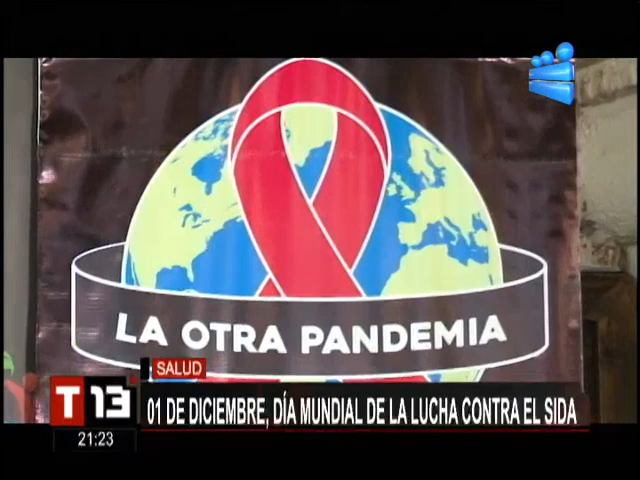 LA OTRA PANDEMIA
SALUD
T13
01 DE DICIEMBRE, DÍA MUNDIAL DE LA LUCHA CONTRA EL SIDA
21:23